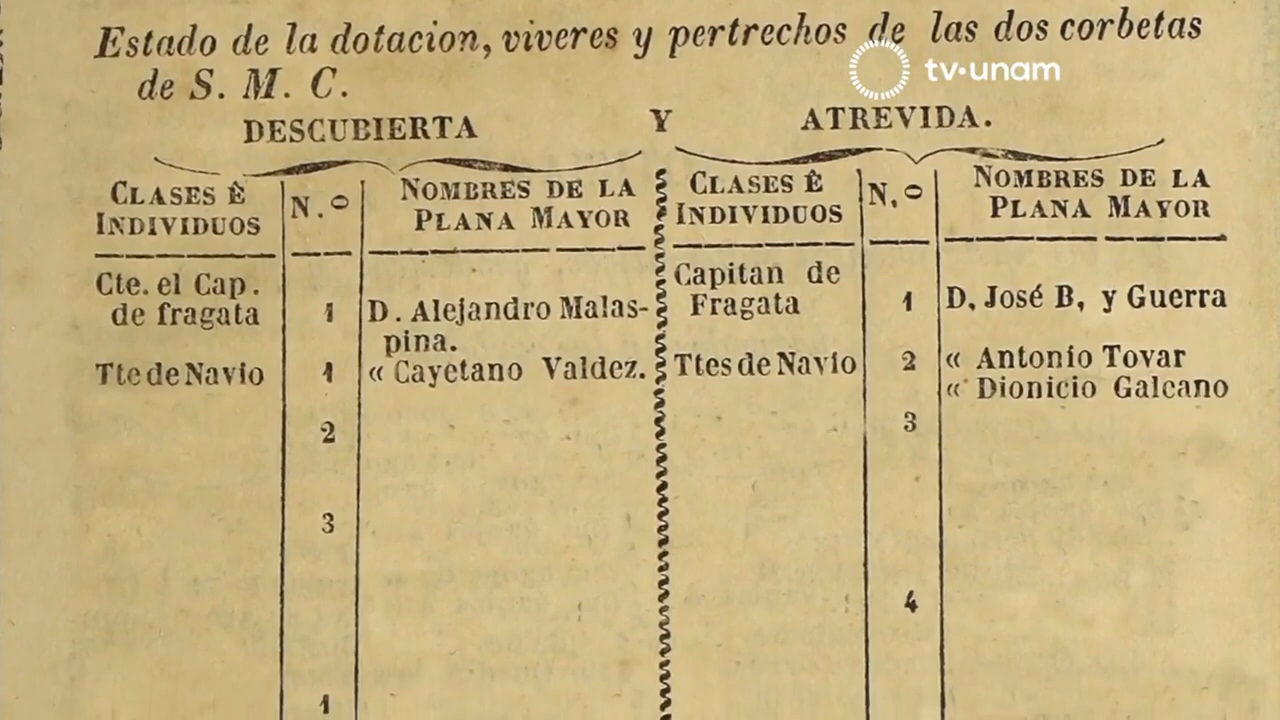 Estado de la dotacion, viveres y pertrechos de las dos corbetas
de S. M. C.
tv·unam
DESCUBIERTA Y ATREVIDA.
CLASES Ê
INDIVIDUOS
N.º
NOMBRES DE LA
PLANA MAYOR
CLASES Ê
INDIVIDUOS
N.º
NOMBRES DE LA
PLANA MAYOR
Cte. el Cap.
de fragata
1
D. Alejandro Malas-
pina.
Tte de Navio
1
« Cayetano Valdez.
2
3
1
Capitan de
Fragata
1
D, José B, y Guerra
Ttes de Navio
2
« Antonio Tovar
« Dionicio Galcano
3
4